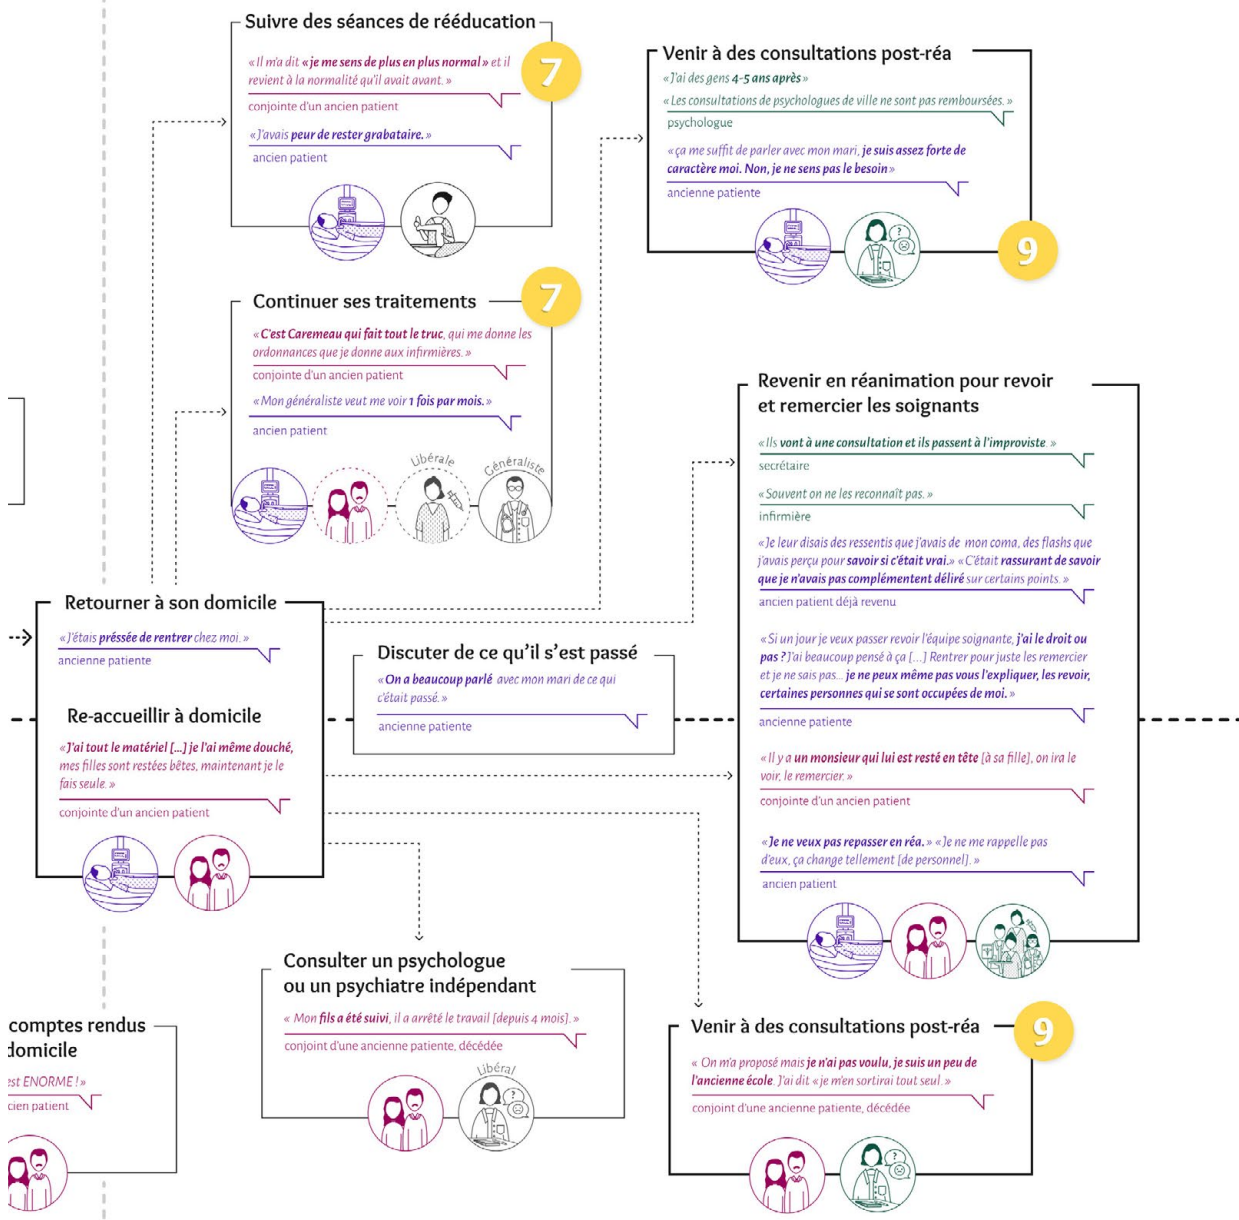 Suivre des séances de rééducation
« Il m'a dit « je me sens de plus en plus normal » et il
revient à la normalité qu'il avait avant. »
conjointe d'un ancien patient
« J'avais peur de rester grabataire. »
ancien patient
7
Venir à des consultations post-réa
« J'ai des gens 4-5 ans après »
« Les consultations de psychologues de ville ne sont pas remboursées. »
psychologue
« ça me suffit de parler avec mon mari, je suis assez forte de
caractère moi. Non, je ne sens pas le besoin »
ancienne patiente
9
Continuer ses traitements
7
« C'est Caremeau qui fait tout le truc, qui me donne les
ordonnances que je donne aux infirmières. »
conjointe d'un ancien patient
« Mon généraliste veut me voir 1 fois par mois. »
ancien patient
Libérale
Généraliste
Revenir en réanimation pour revoir
et remercier les soignants
« Ils vont à une consultation et ils passent à l'improviste. »
secrétaire
« Souvent on ne les reconnaît pas. »
infirmière
« Je leur disais des ressentis que j'avais de mon coma, des flashs que
j'avais perçu pour savoir si c'était vrai.» « C'était rassurant de savoir
que je n'avais pas complémentent déliré sur certains points. »
ancien patient déjà revenu
« Si un jour je veux passer revoir l'équipe soignante, j'ai le droit ou
pas ? J'ai beaucoup pensé à ça [...] Rentrer pour juste les remercier
et je ne sais pas... je ne peux même pas vous l'expliquer, les revoir,
certaines personnes qui se sont occupées de moi. »
ancienne patiente
« Il y a un monsieur qui lui est resté en tête [à sa fille], on ira le
voir, le remercier. »
conjointe d'un ancien patient
« Je ne veux pas repasser en réa. » « Je ne me rappelle pas
d'eux, ça change tellement [de personnel]. »
ancien patient
Retourner à son domicile
« J'étais préssée de rentrer chez moi. »
ancienne patiente
Re-accueillir à domicile
« J'ai tout le matériel [...] je l'ai même douché,
mes filles sont restées bêtes, maintenant je le
fais seule. »
conjointe d'un ancien patient
Discuter de ce qu'il s'est passé
« On a beaucoup parlé avec mon mari de ce qui
c'était passé. »
ancienne patiente
Consulter un psychologue
ou un psychiatre indépendant
« Mon fils a été suivi, il a arrêté le travail [depuis 4 mois]. »
conjoint d'une ancienne patiente, décédée
Libéral
Venir à des consultations post-réa
9
« On m'a proposé mais je n'ai pas voulu, je suis un peu de
l'ancienne école. J'ai dit « je m'en sortirai tout seul. »
conjoint d'une ancienne patiente, décédée
comptes rendus
domicile
est ENORME ! »
cien patient